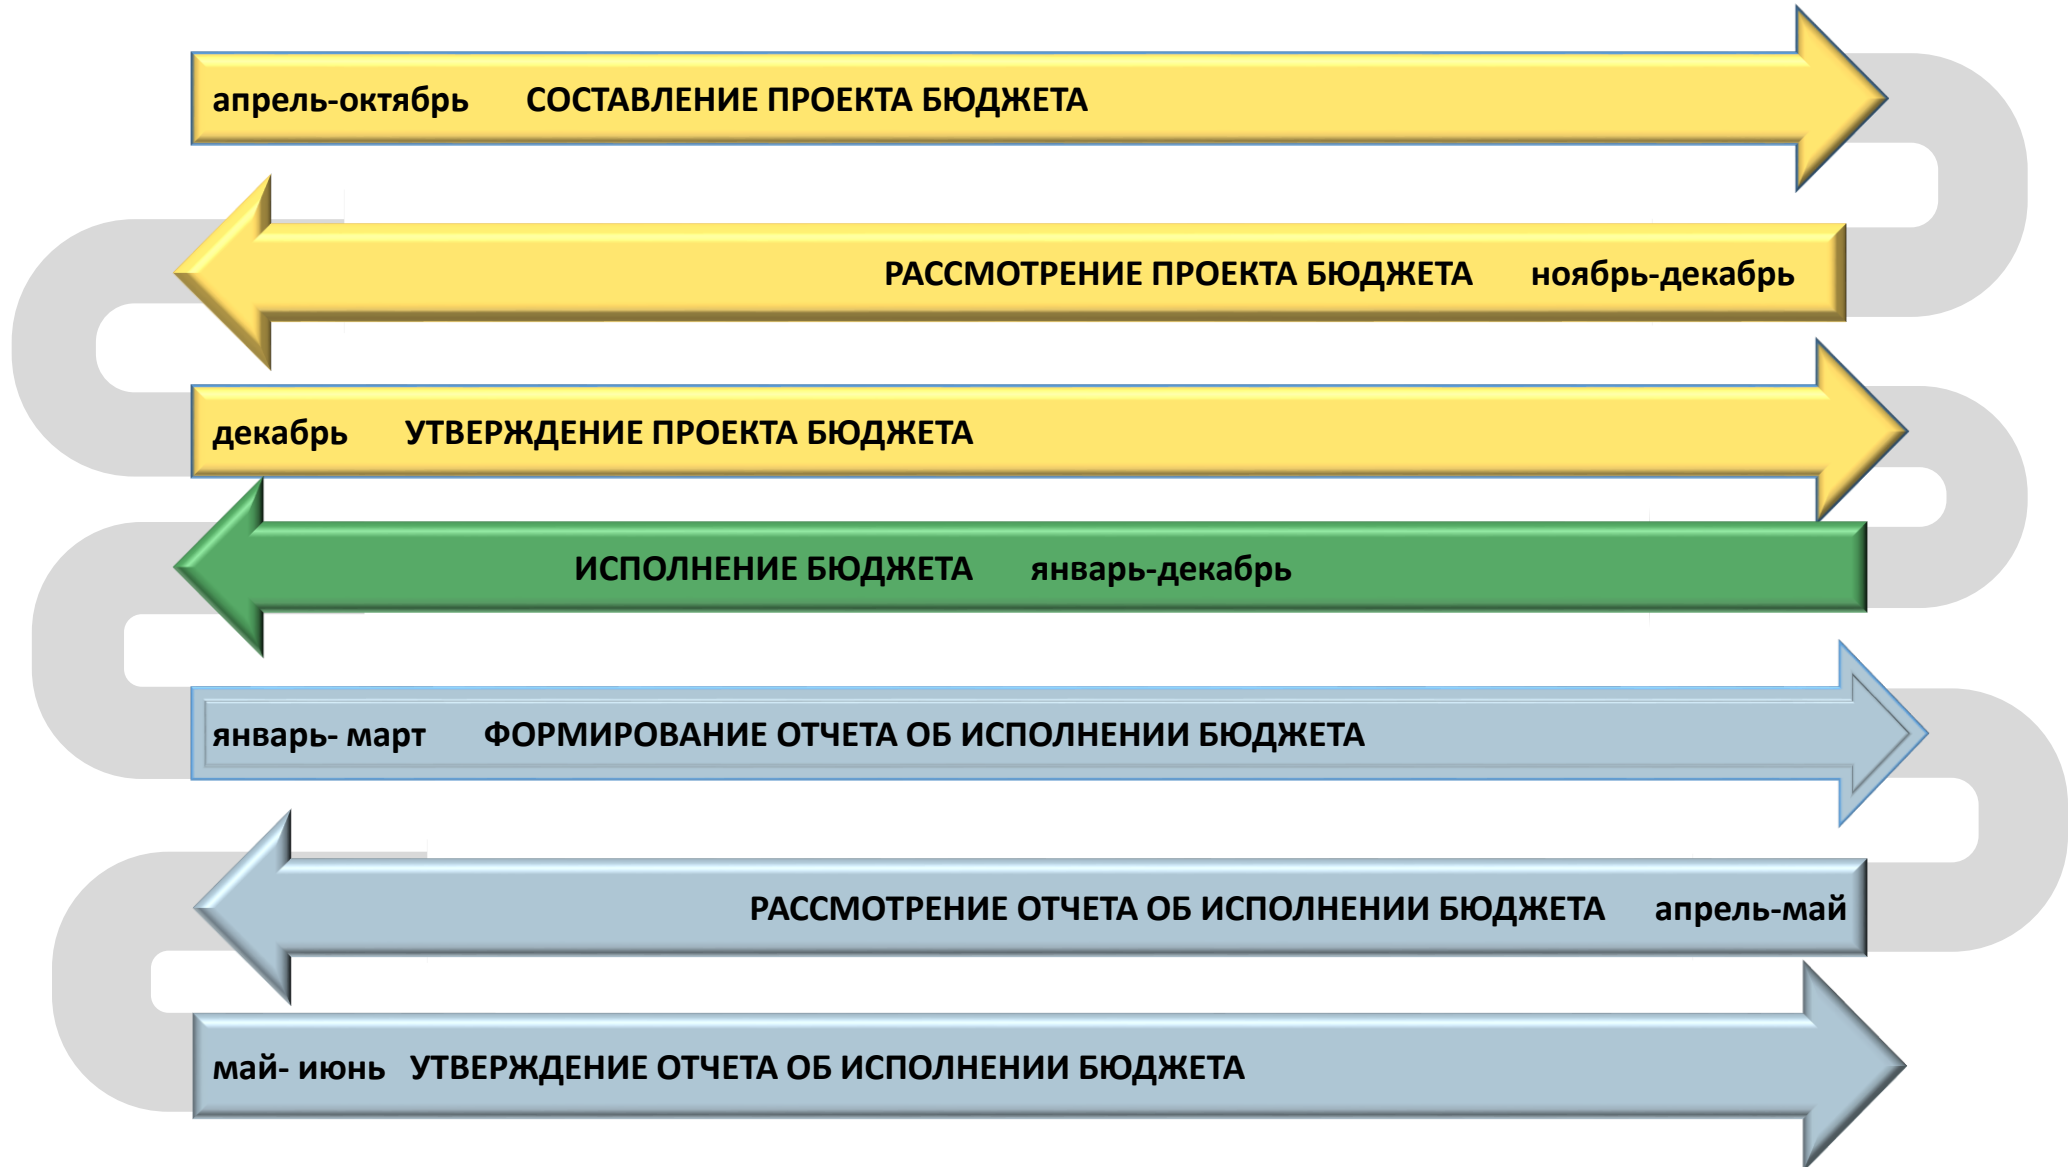 апрель-октябрь СОСТАВЛЕНИЕ ПРОЕКТА БЮДЖЕТА
РАССМОТРЕНИЕ ПРОЕКТА БЮДЖЕТА ноябрь-декабрь
декабрь УТВЕРЖДЕНИЕ ПРОЕКТА БЮДЖЕТА
ИСПОЛНЕНИЕ БЮДЖЕТА январь-декабрь
январь- март ФОРМИРОВАНИЕ ОТЧЕТА ОБ ИСПОЛНЕНИИ БЮДЖЕТА
РАССМОТРЕНИЕ ОТЧЕТА ОБ ИСПОЛНЕНИИ БЮДЖЕТА апрель-май
май- июнь УТВЕРЖДЕНИЕ ОТЧЕТА ОБ ИСПОЛНЕНИИ БЮДЖЕТА